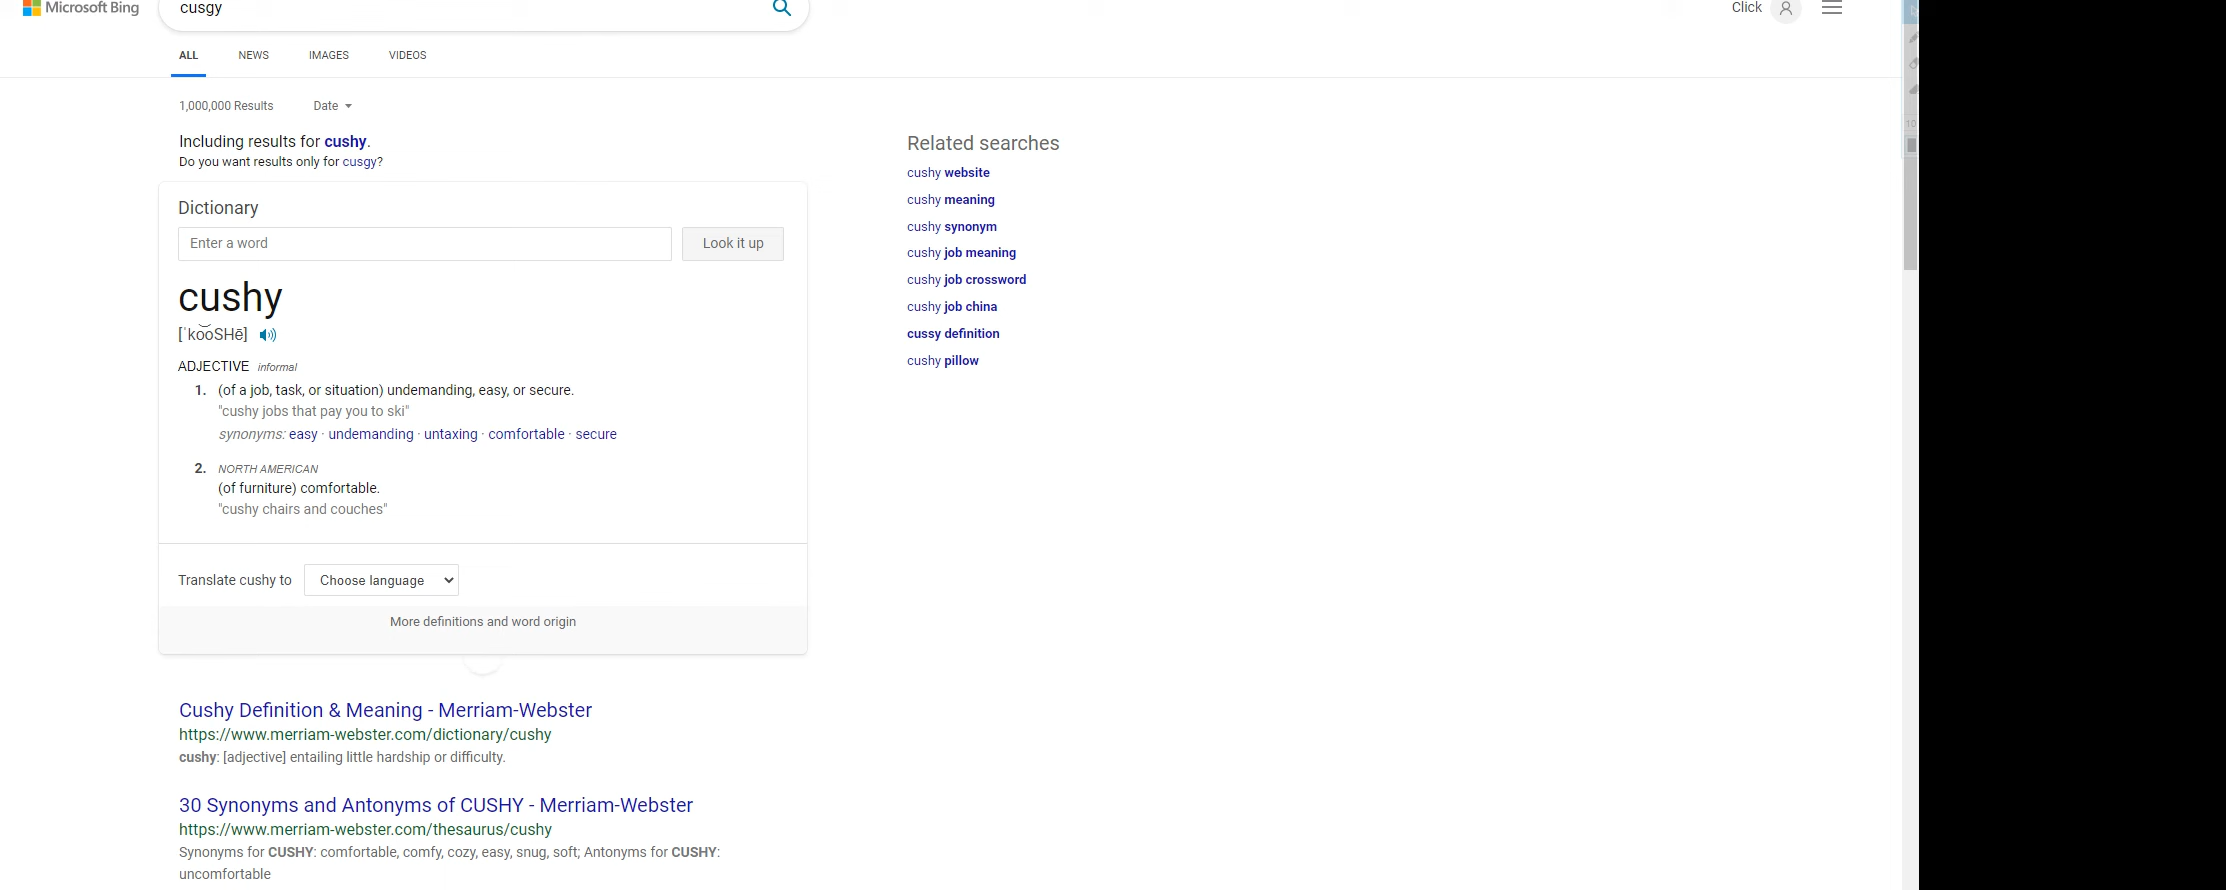 Microsoft Bing
cusgy
Click
ALL NEWS IMAGES VIDEOS
1,000,000 Results Date
Including results for cushy.
Do you want results only for cusgy?
Dictionary
Enter a word Look it up
cushy
[ˈko͝oSHē]
ADJECTIVE informal
1. (of a job, task, or situation) undemanding, easy, or secure.
"cushy jobs that pay you to ski"
synonyms: easy · undemanding · untaxing · comfortable · secure
2. NORTH AMERICAN
(of furniture) comfortable.
"cushy chairs and couches"
Translate cushy to Choose language
More definitions and word origin
Cushy Definition & Meaning - Merriam-Webster
https://www.merriam-webster.com/dictionary/cushy
cushy: [adjective] entailing little hardship or difficulty.
30 Synonyms and Antonyms of CUSHY - Merriam-Webster
https://www.merriam-webster.com/thesaurus/cushy
Synonyms for CUSHY: comfortable, comfy, cozy, easy, snug, soft; Antonyms for CUSHY:
uncomfortable
Related searches
cushy website
cushy meaning
cushy synonym
cushy job meaning
cushy job crossword
cushy job china
cussy definition
cushy pillow
10